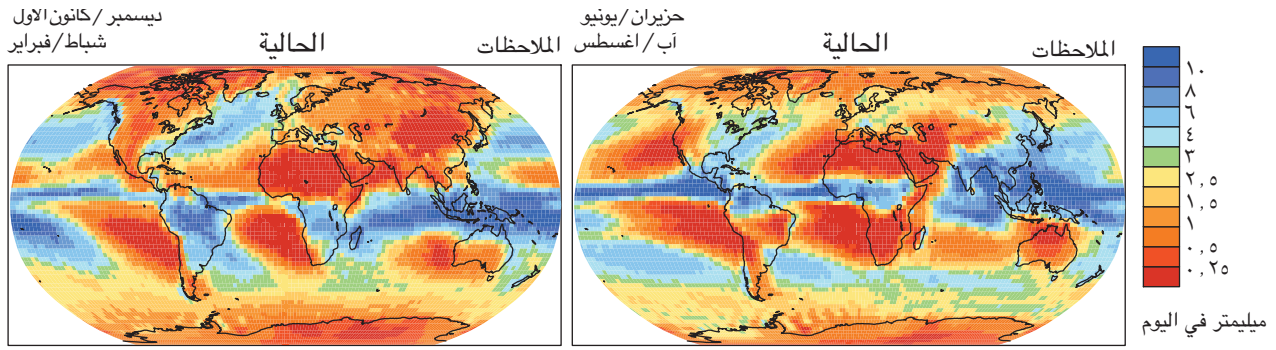 ديسمبر/كانون الاول
شباط/فبراير
الحالية
الملاحظات
حزيران/يونيو
آب/اغسطس
الحالية
الملاحظات
١٠
٨
٦
٤
٣
٢,٥
١,٥
١
٠,٥
٠,٢٥
ميليمتر في اليوم